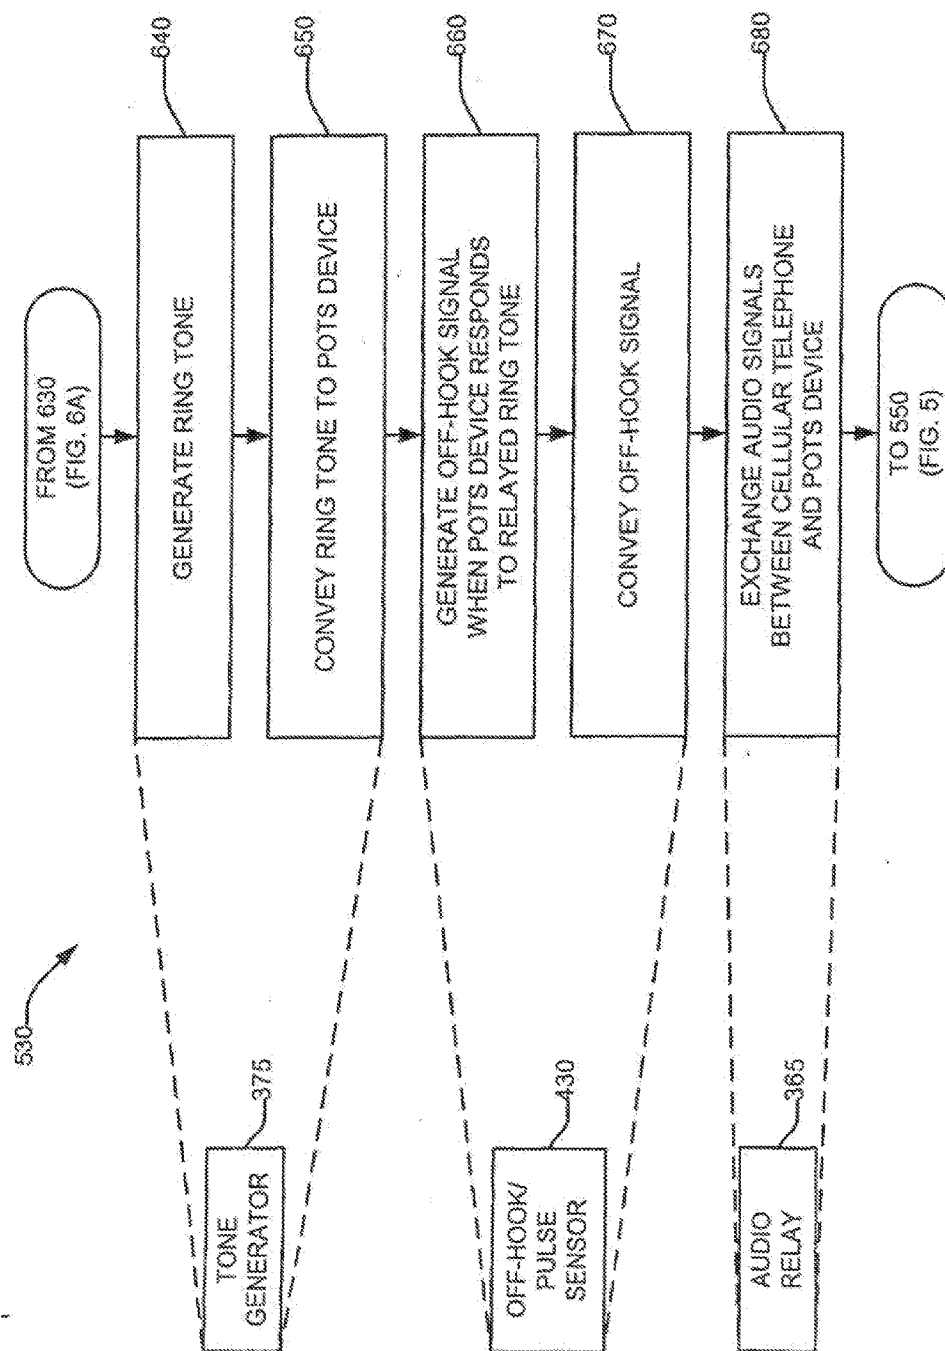 530
FROM 630
(FIG. 6A)
GENERATE RING TONE
640
CONVEY RING TONE TO POTS DEVICE
650
GENERATE OFF-HOOK SIGNAL
WHEN POTS DEVICE RESPONDS
TO RELAYED RING TONE
660
CONVEY OFF-HOOK SIGNAL
670
EXCHANGE AUDIO SIGNALS
BETWEEN CELLULAR TELEPHONE
AND POTS DEVICE
680
TO 550
(FIG. 5)
TONE
GENERATOR
375
OFF-HOOK/
PULSE
SENSOR
430
AUDIO
RELAY
365